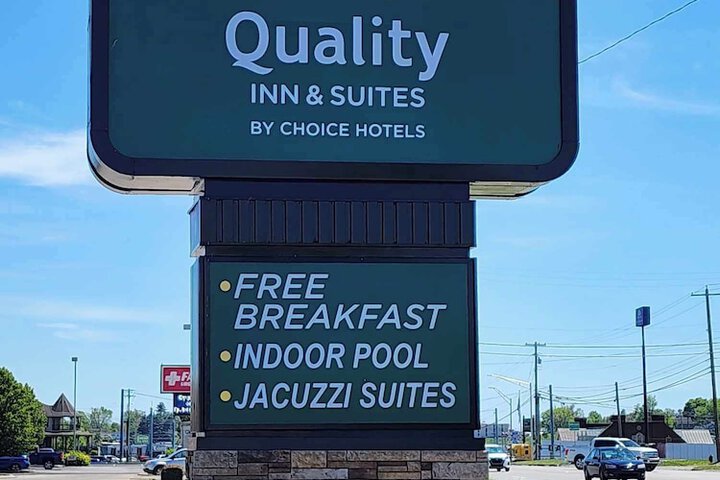 Quality
INN & SUITES
BY CHOICE HOTELS
• FREE
BREAKFAST
• INDOOR POOL
• JACUZZI SUITES